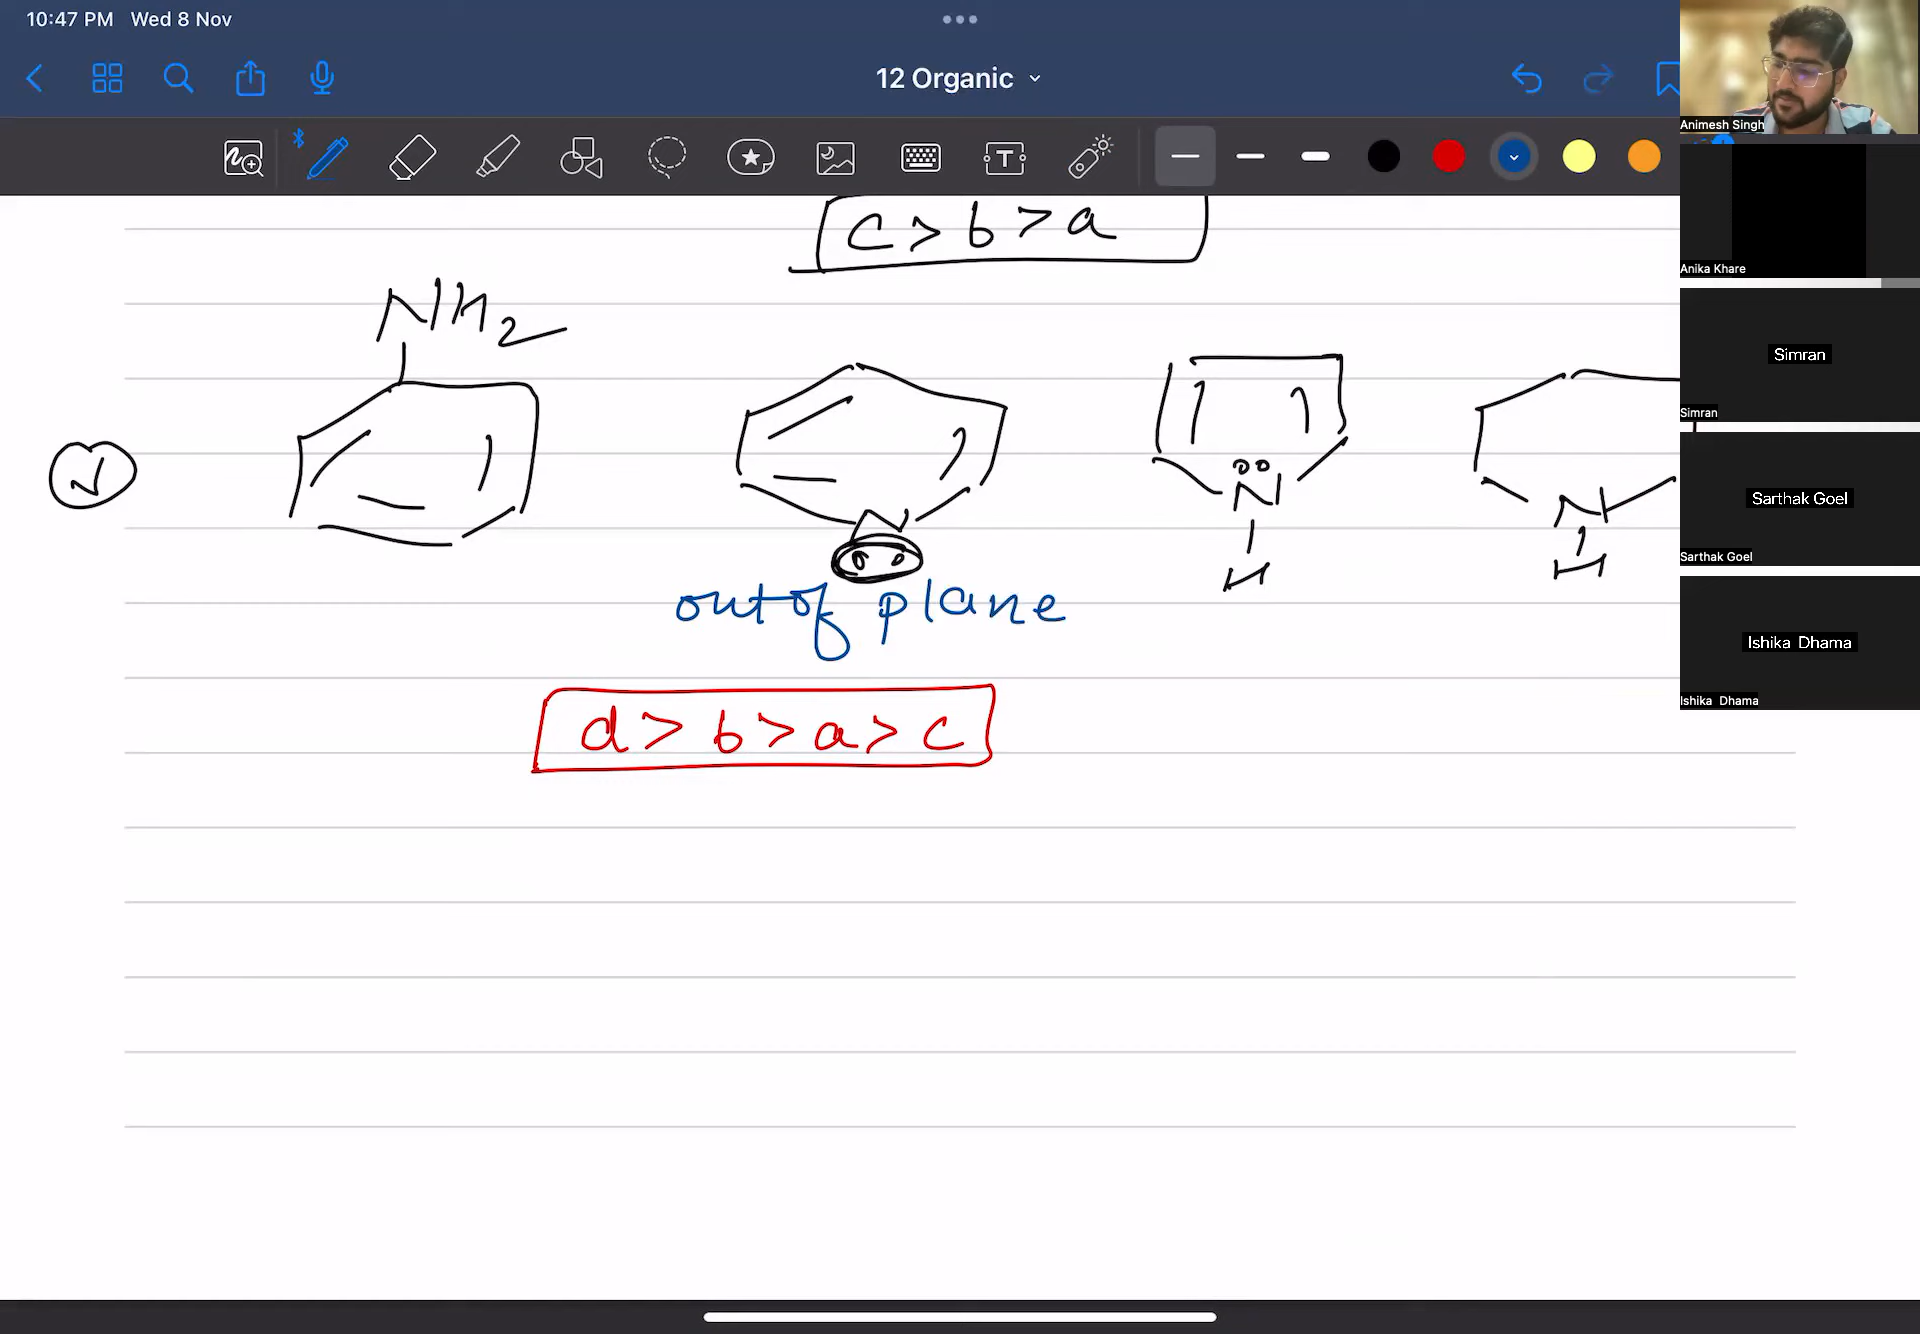 10:47 PM Wed 8 Nov
12 Organic
Animesh Singh
Anika Khare
Simran
Simran
Sarthak Goel
Sarthak Goel
Ishika Dhama
Ishika Dhama
c > b > a
NH2
N
N
H
N
H
out of plane
d > b > a > c